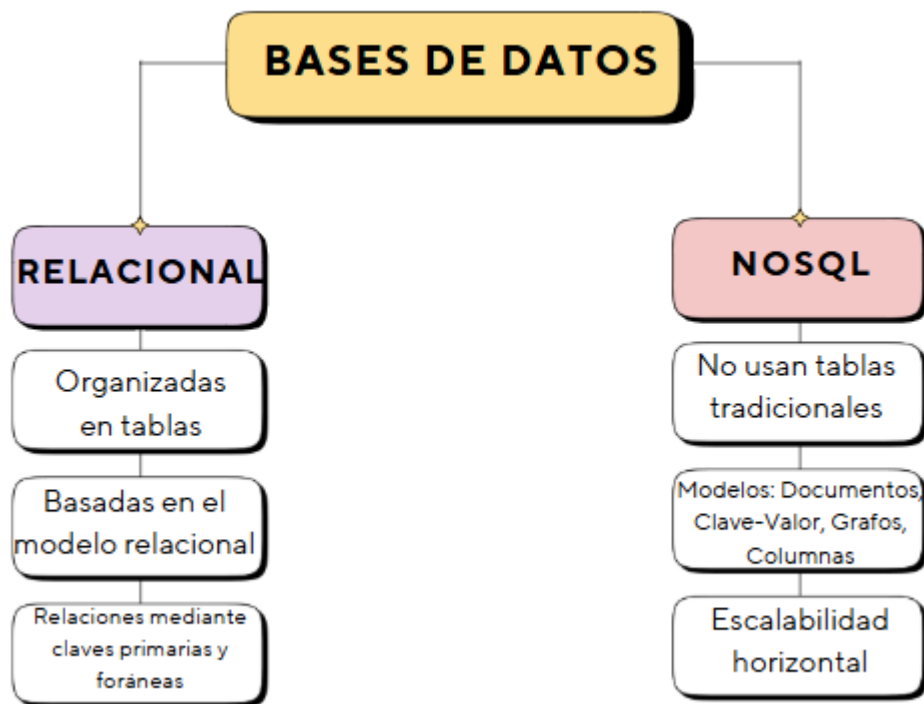 BASES DE DATOS
RELACIONAL
Organizadas
en tablas
Basadas en el
modelo relacional
Relaciones mediante
claves primarias y
foráneas
NOSQL
No usan tablas
tradicionales
Modelos: Documentos,
Clave-Valor, Grafos,
Columnas
Escalabilidad
horizontal